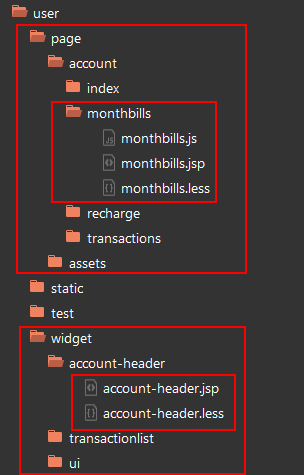 user
page
account
index
monthbills
monthbills.js
monthbills.jsp
monthbills.less
recharge
transactions
assets
static
test
widget
account-header
account-header.jsp
account-header.less
transactionlist
ui